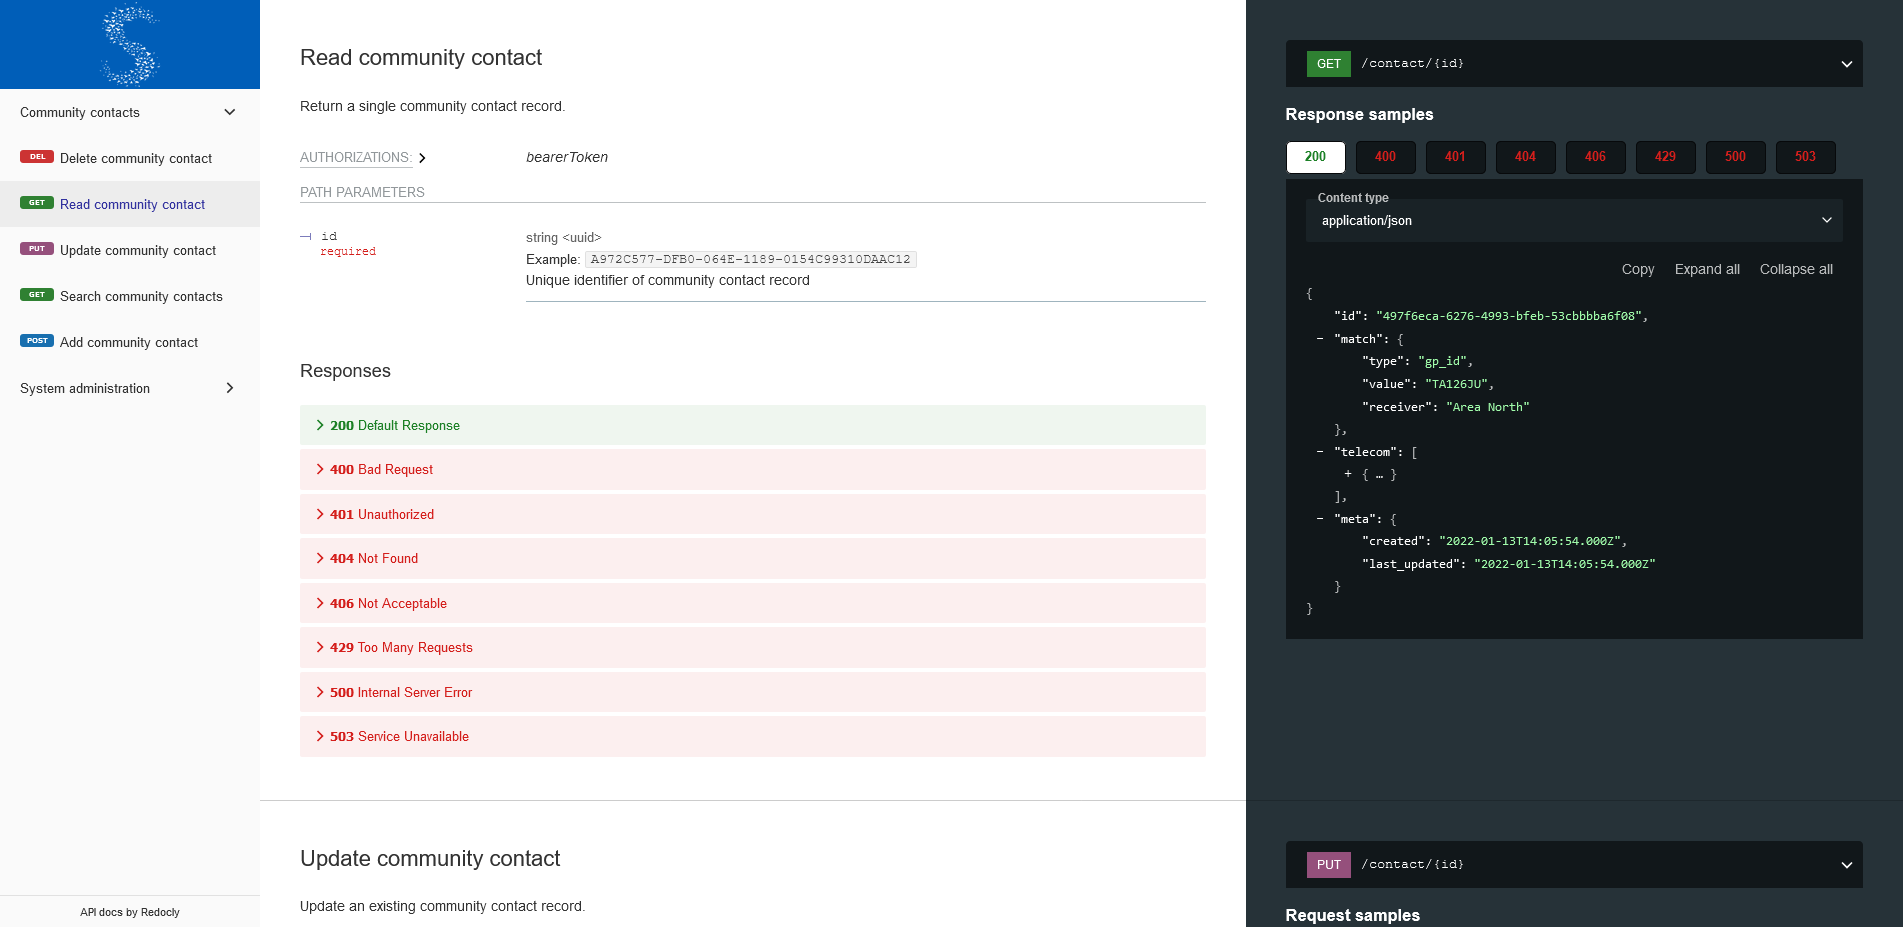 Community contacts
DEL Delete community contact
GET Read community contact
PUT Update community contact
GET Search community contacts
POST Add community contact
System administration
API docs by Redocly
Read community contact
Return a single community contact record.
AUTHORIZATIONS: bearerToken
PATH PARAMETERS
id
required
string <uuid>
Example: A972C577-DFB0-064E-1189-0154C99310DAAC12
Unique identifier of community contact record
Responses
200 Default Response
400 Bad Request
401 Unauthorized
404 Not Found
406 Not Acceptable
429 Too Many Requests
500 Internal Server Error
503 Service Unavailable
Update community contact
Update an existing community contact record.
GET /contact/{id}
Response samples
200 400 401 404 406 429 500 503
Content type
application/json
Copy Expand all Collapse all
{
"id": "497f6eca-6276-4993-bfeb-53cbbbba6f08",
- "match": {
"type": "gp_id",
"value": "TA126JU",
"receiver": "Area North"
},
- "telecom": [
+ { … }
],
- "meta": {
"created": "2022-01-13T14:05:54.000Z",
"last_updated": "2022-01-13T14:05:54.000Z"
}
}
PUT /contact/{id}
Request samples